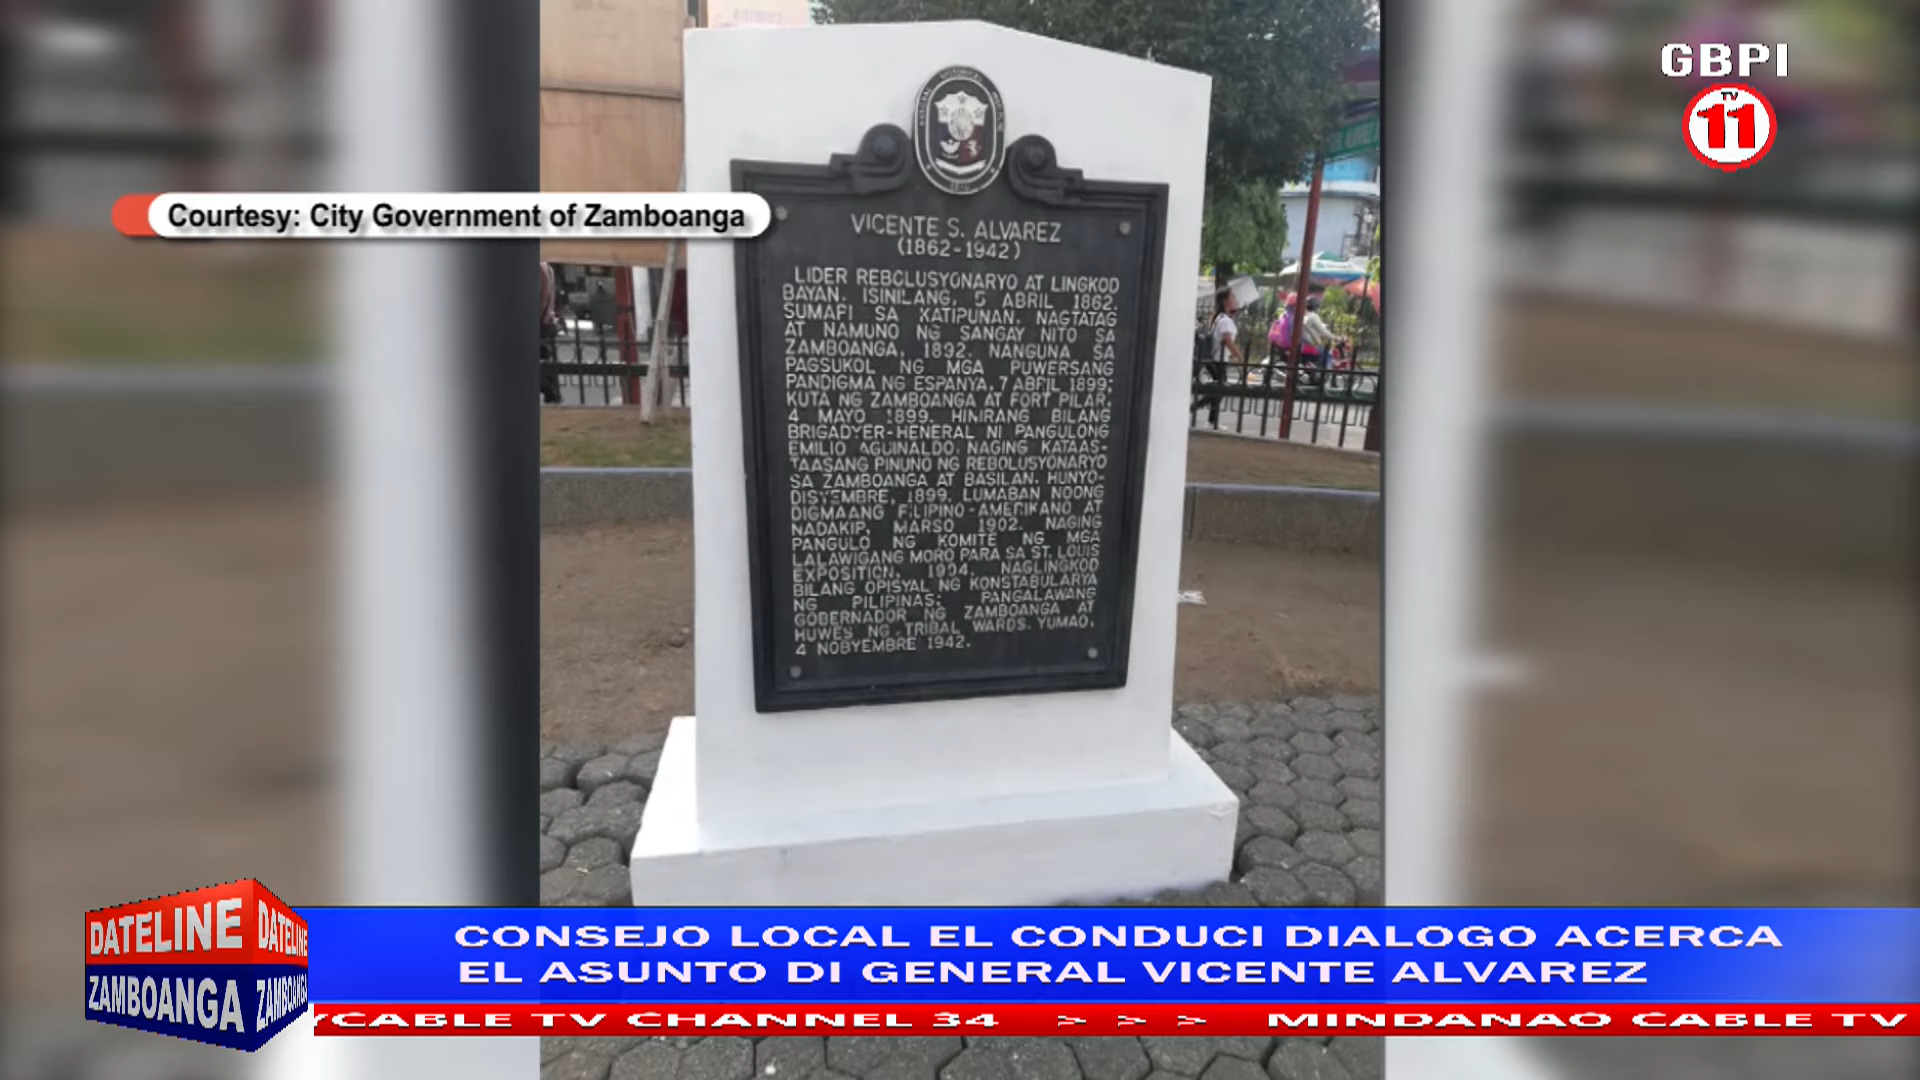 GBPI
TV
11
Courtesy: City Government of Zamboanga
VICENTE S. ALVAREZ
(1862-1942)
LIDER REBOLUSYONARYO AT LINGKOD
BAYAN. ISINILANG, 5 ABRIL 1862.
SUMAPI SA KATIPUNAN. NAGTATAG
AT NAMUNO NG SANGAY NITO SA
ZAMBOANGA, 1892. NANGUNA SA
PAGSUKOL NG MGA PUWERSANG
PANDIGMA NG ESPANYA, 7 ABRIL 1899;
KUTA NG ZAMBOANGA AT FORT PILAR,
4 MAYO 1899. HINIRANG BILANG
BRIGADYER-HENERAL NI PANGULONG
EMILIO AGUINALDO. NAGING KATAAS-
TAASANG PINUNO NG REBOLUSYONARYO
SA ZAMBOANGA AT BASILAN, HUNYO-
DISYEMBRE, 1899. LUMABAN NOONG
DIGMAANG FILIPINO-AMERIKANO AT
NADAKIP, MARSO 1902. NAGING
PANGULO NG KOMITE NG MGA
LALAWIGANG MORO PARA SA ST. LOUIS
EXPOSITION, 1904. NAGLINGKOD
BILANG OPISYAL NG KONSTABULARYA
NG PILIPINAS; PANGALAWANG
GOBERNADOR NG ZAMBOANGA AT
HUWES NG TRIBAL WARDS. YUMAO,
4 NOBYEMBRE 1942.
DATELINE DATELINE
ZAMBOANGA ZAMBOANGA
CONSEJO LOCAL EL CONDUCI DIALOGO ACERCA
EL ASUNTO DI GENERAL VICENTE ALVAREZ
YCABLE TV CHANNEL 34 > > > MINDANAO CABLE TV